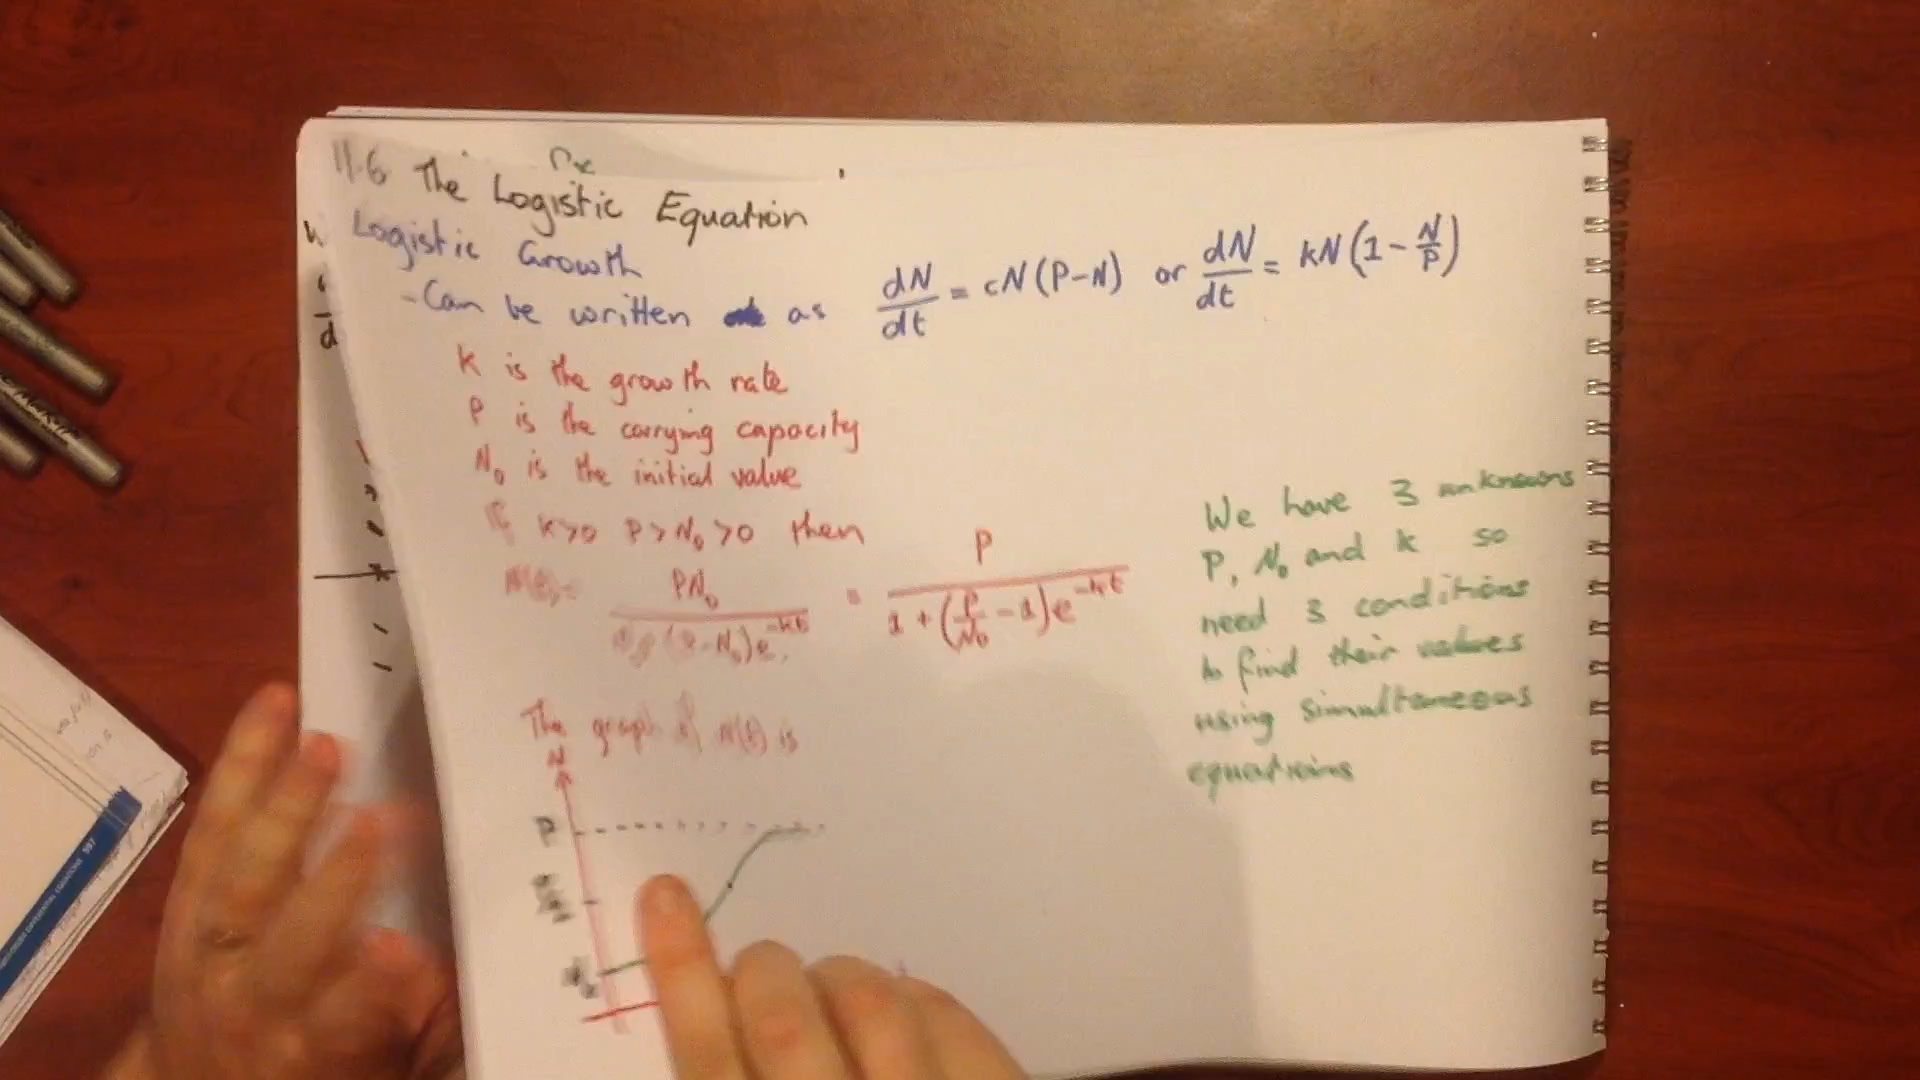 11.6 The Logistic Equation
Logistic Growth
- Can be written as dN/dt = cN(P-N) or dN/dt = kN(1-N/P)
k is the growth rate
P is the carrying capacity
N₀ is the initial value
If k>0 P>N₀>0 then
N(t) = PN₀ / = P / 1+(P/N₀-1)e^-kt
The graph of N(t) is
N
P
N₀
We have 3 unknowns
P, N₀ and k so
need 3 conditions
to find their values
using simultaneous
equations